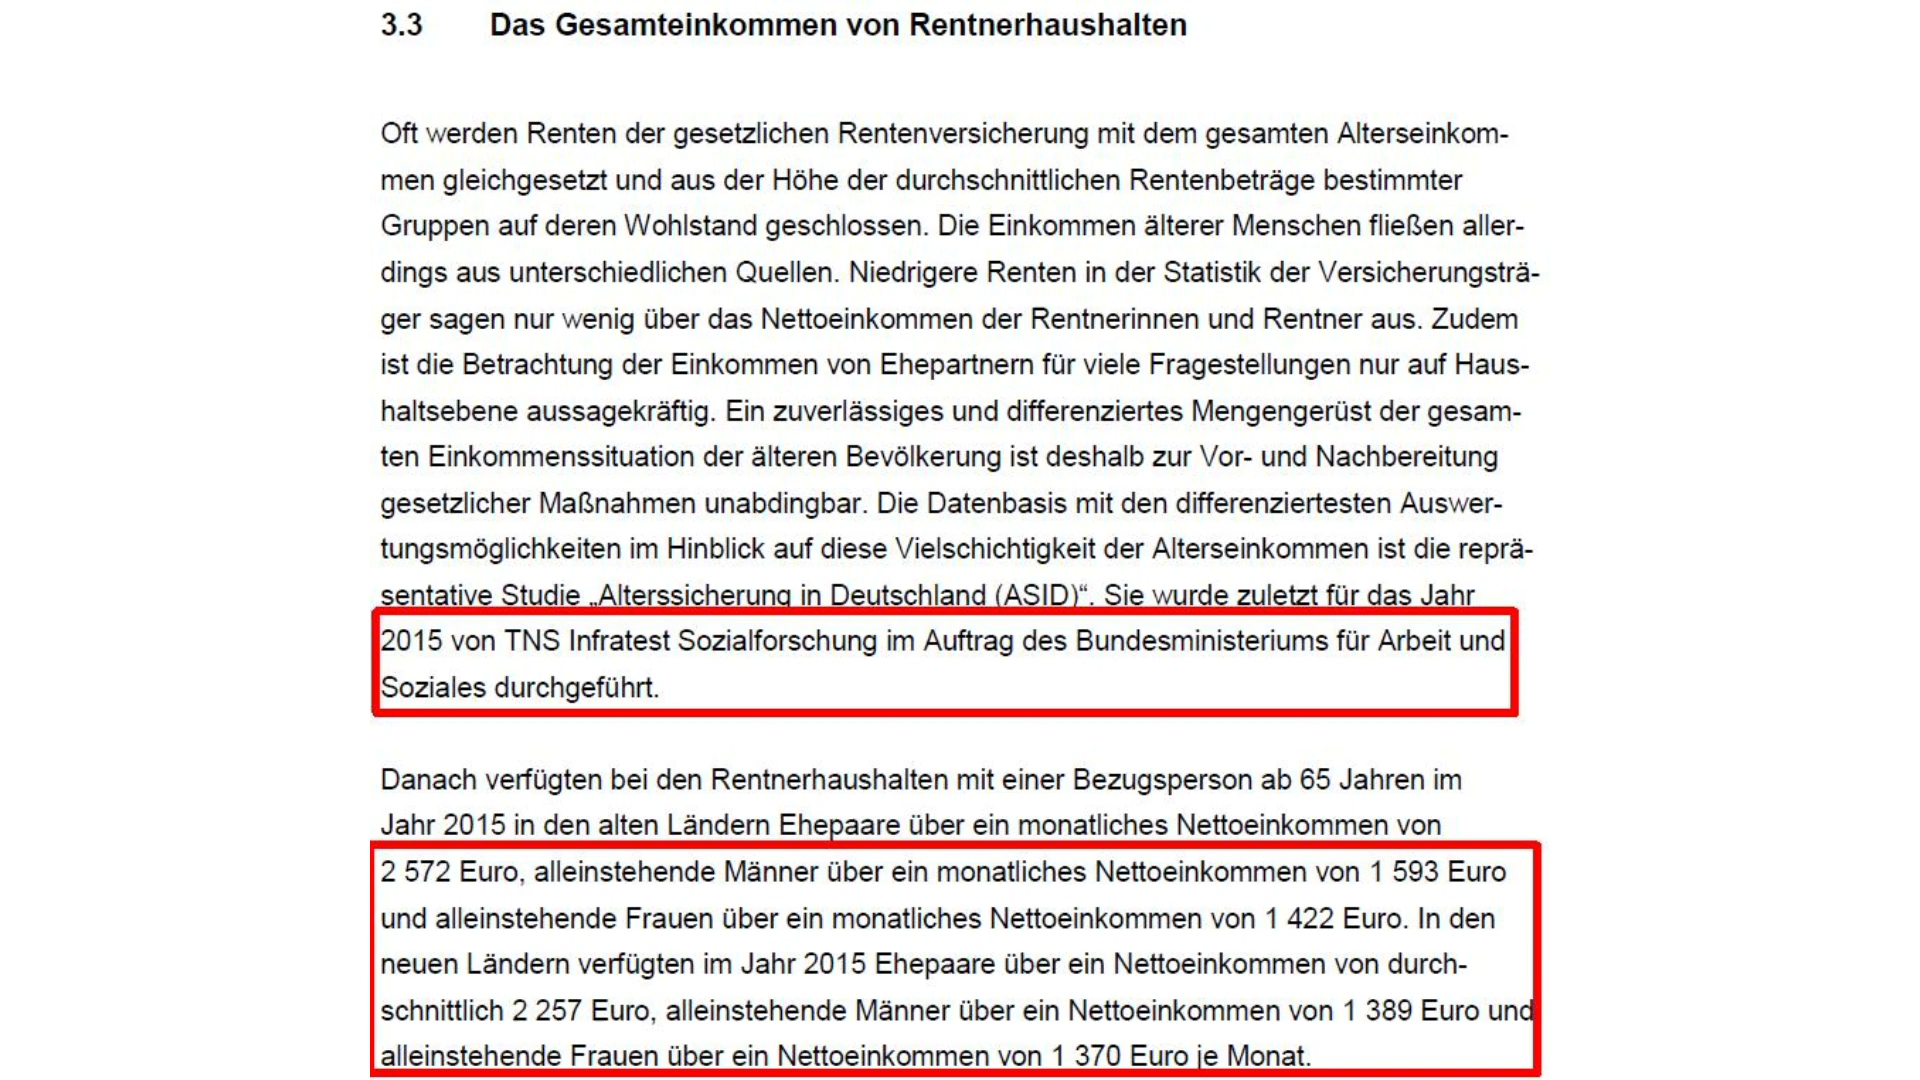 3.3 Das Gesamteinkommen von Rentnerhaushalten
Oft werden Renten der gesetzlichen Rentenversicherung mit dem gesamten Alterseinkom-
men gleichgesetzt und aus der Höhe der durchschnittlichen Rentenbeträge bestimmter
Gruppen auf deren Wohlstand geschlossen. Die Einkommen älterer Menschen fließen aller-
dings aus unterschiedlichen Quellen. Niedrigere Renten in der Statistik der Versicherungsträ-
ger sagen nur wenig über das Nettoeinkommen der Rentnerinnen und Rentner aus. Zudem
ist die Betrachtung der Einkommen von Ehepartnern für viele Fragestellungen nur auf Haus-
haltsebene aussagekräftig. Ein zuverlässiges und differenziertes Mengengerüst der gesam-
ten Einkommenssituation der älteren Bevölkerung ist deshalb zur Vor- und Nachbereitung
gesetzlicher Maßnahmen unabdingbar. Die Datenbasis mit den differenziertesten Auswer-
tungsmöglichkeiten im Hinblick auf diese Vielschichtigkeit der Alterseinkommen ist die reprä-
sentative Studie „Alterssicherung in Deutschland (ASID)“. Sie wurde zuletzt für das Jahr
2015 von TNS Infratest Sozialforschung im Auftrag des Bundesministeriums für Arbeit und
Soziales durchgeführt.
Danach verfügten bei den Rentnerhaushalten mit einer Bezugsperson ab 65 Jahren im
Jahr 2015 in den alten Ländern Ehepaare über ein monatliches Nettoeinkommen von
2 572 Euro, alleinstehende Männer über ein monatliches Nettoeinkommen von 1 593 Euro
und alleinstehende Frauen über ein monatliches Nettoeinkommen von 1 422 Euro. In den
neuen Ländern verfügten im Jahr 2015 Ehepaare über ein Nettoeinkommen von durch-
schnittlich 2 257 Euro, alleinstehende Männer über ein Nettoeinkommen von 1 389 Euro und
alleinstehende Frauen über ein Nettoeinkommen von 1 370 Euro je Monat.